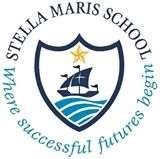 STELLA MARIS SCHOOL
Where successful futures begin